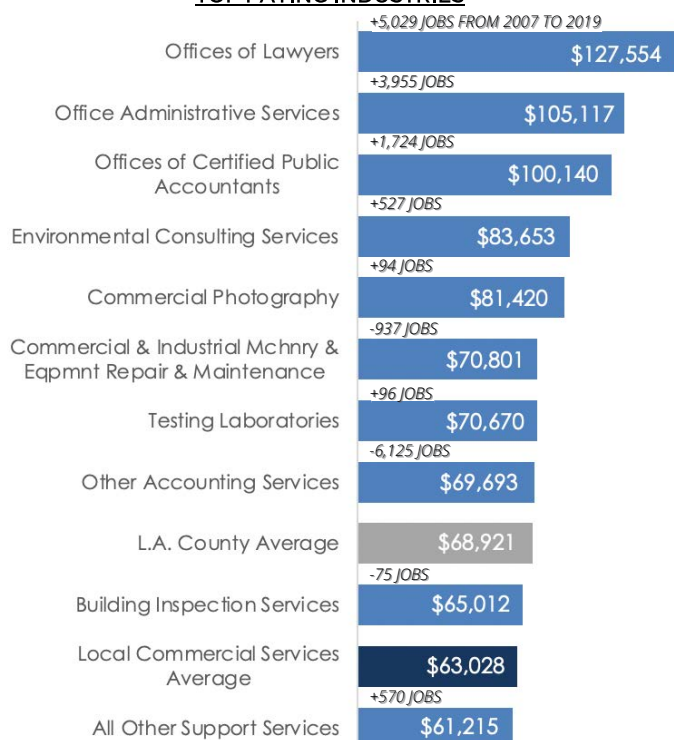 TOP PAYING INDUSTRIES
+5,029 JOBS FROM 2007 TO 2019
Offices of Lawyers $127,554
+3,955 JOBS
Office Administrative Services $105,117
+1,724 JOBS
Offices of Certified Public
Accountants $100,140
+527 JOBS
Environmental Consulting Services $83,653
+94 JOBS
Commercial Photography $81,420
-937 JOBS
Commercial & Industrial Mchnry &
Eqpmnt Repair & Maintenance $70,801
+96 JOBS
Testing Laboratories $70,670
-6,125 JOBS
Other Accounting Services $69,693
L.A. County Average $68,921
-75 JOBS
Building Inspection Services $65,012
Local Commercial Services
Average $63,028
+570 JOBS
All Other Support Services $61,215